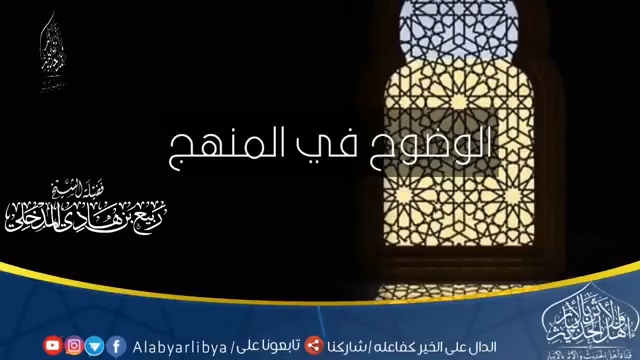 الوضوح في المنهج
فضيلة الشيخ
ربيع بن هادي المدخلي
الدال على الخير كفاعله / شاركنا تابعونا على / Alabyarlibya